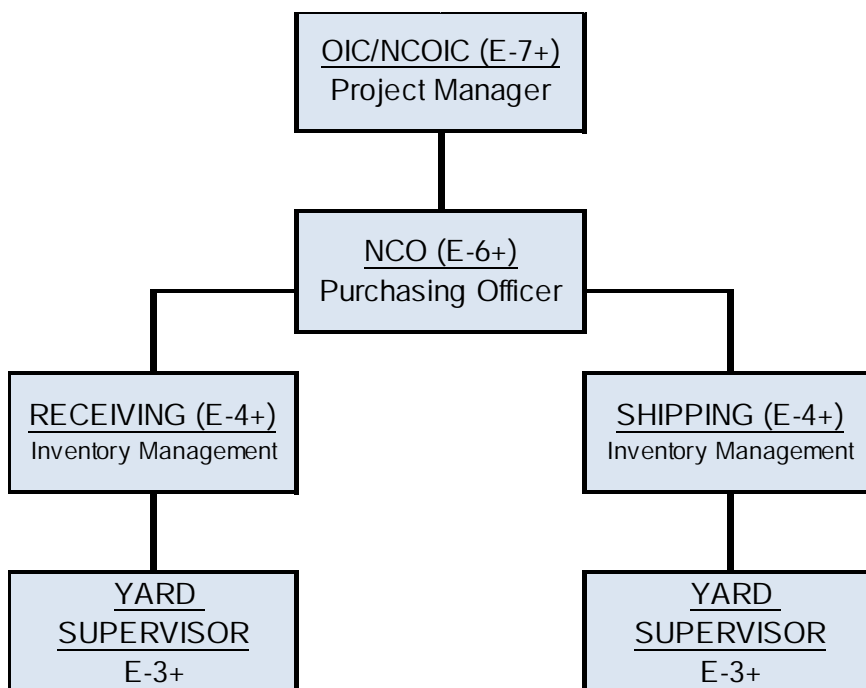 OIC/NCOIC (E-7+)
Project Manager
NCO (E-6+)
Purchasing Officer
RECEIVING (E-4+)
Inventory Management
SHIPPING (E-4+)
Inventory Management
YARD
SUPERVISOR
E-3+
YARD
SUPERVISOR
E-3+